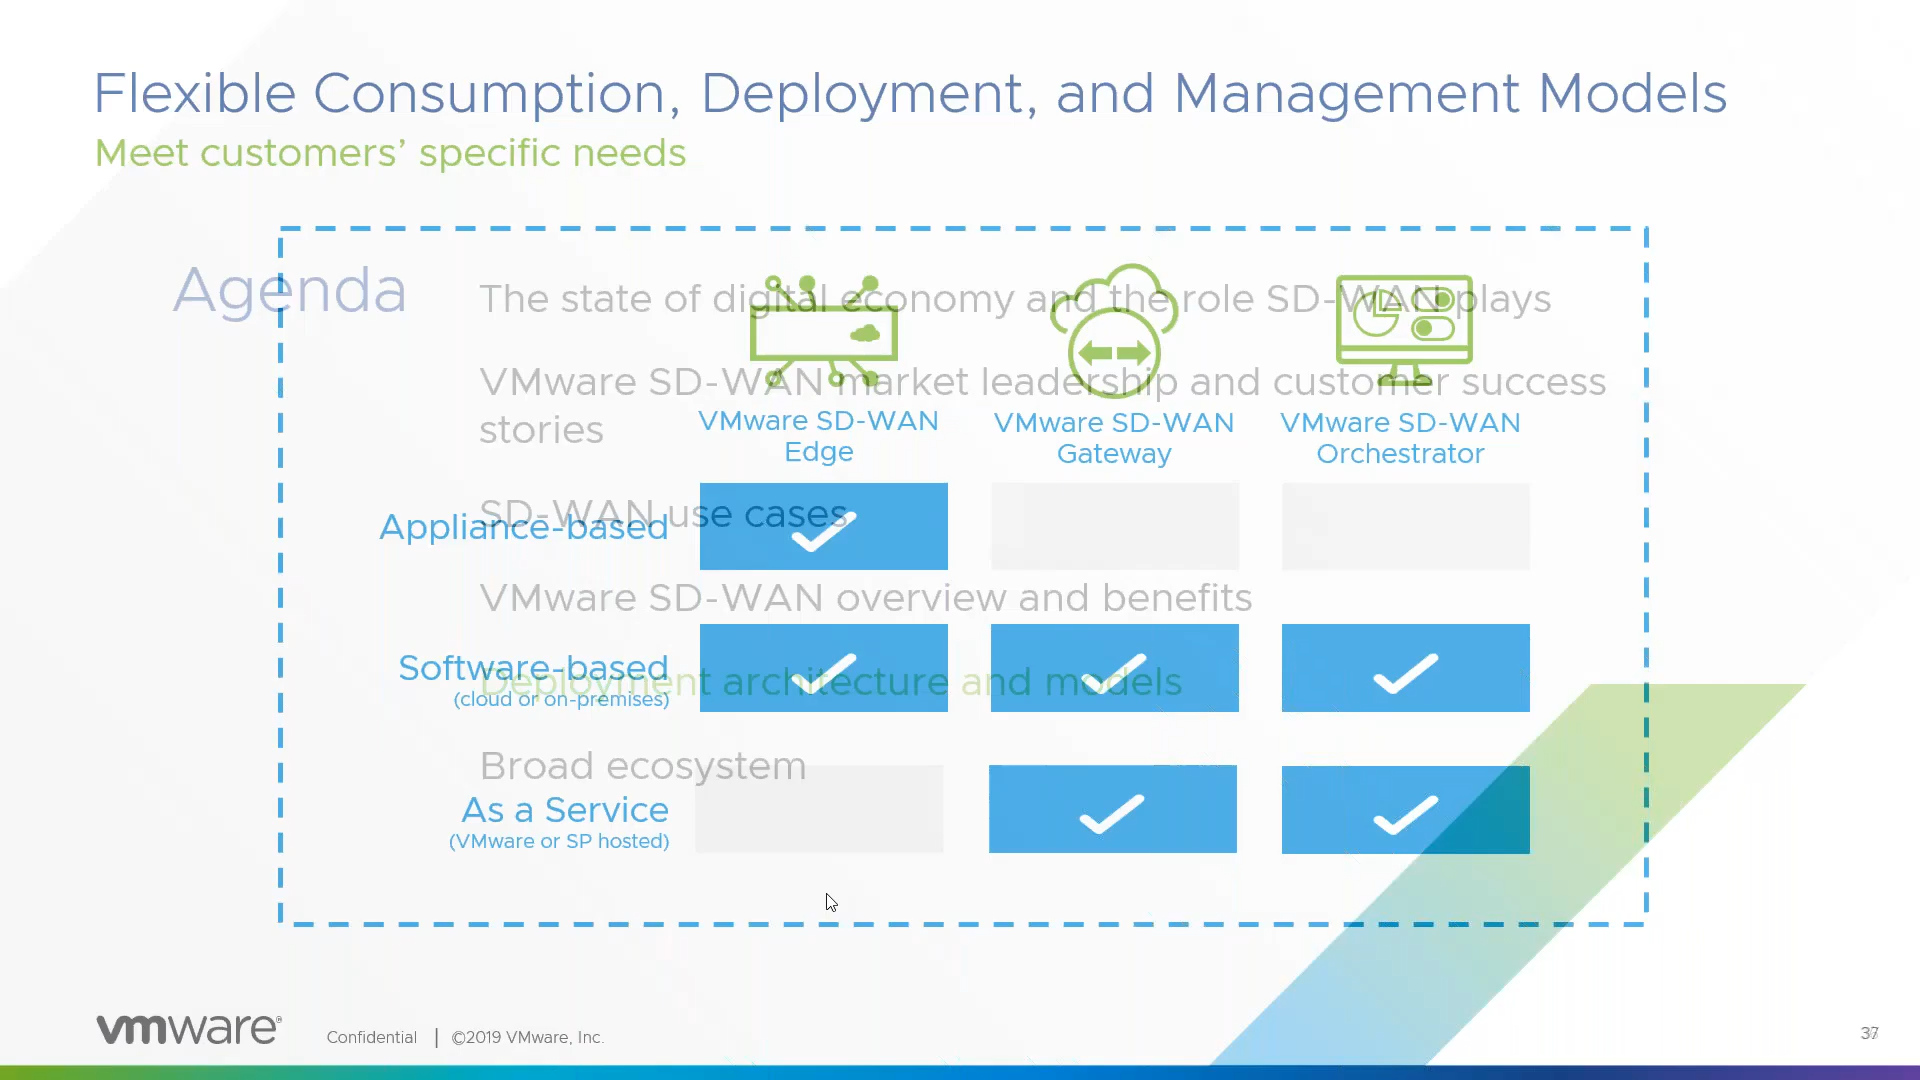 Flexible Consumption, Deployment, and Management Models
Meet customers’ specific needs
Agenda
The state of digital economy and the role SD-WAN plays
VMware SD-WAN market leadership and customer success
stories
SD-WAN use cases
VMware SD-WAN overview and benefits
Deployment architecture and models
Broad ecosystem
VMware SD-WAN
Edge
VMware SD-WAN
Gateway
VMware SD-WAN
Orchestrator
Appliance-based
Software-based
(cloud or on-premises)
As a Service
(VMware or SP hosted)
vmware®
Confidential | ©2019 VMware, Inc.